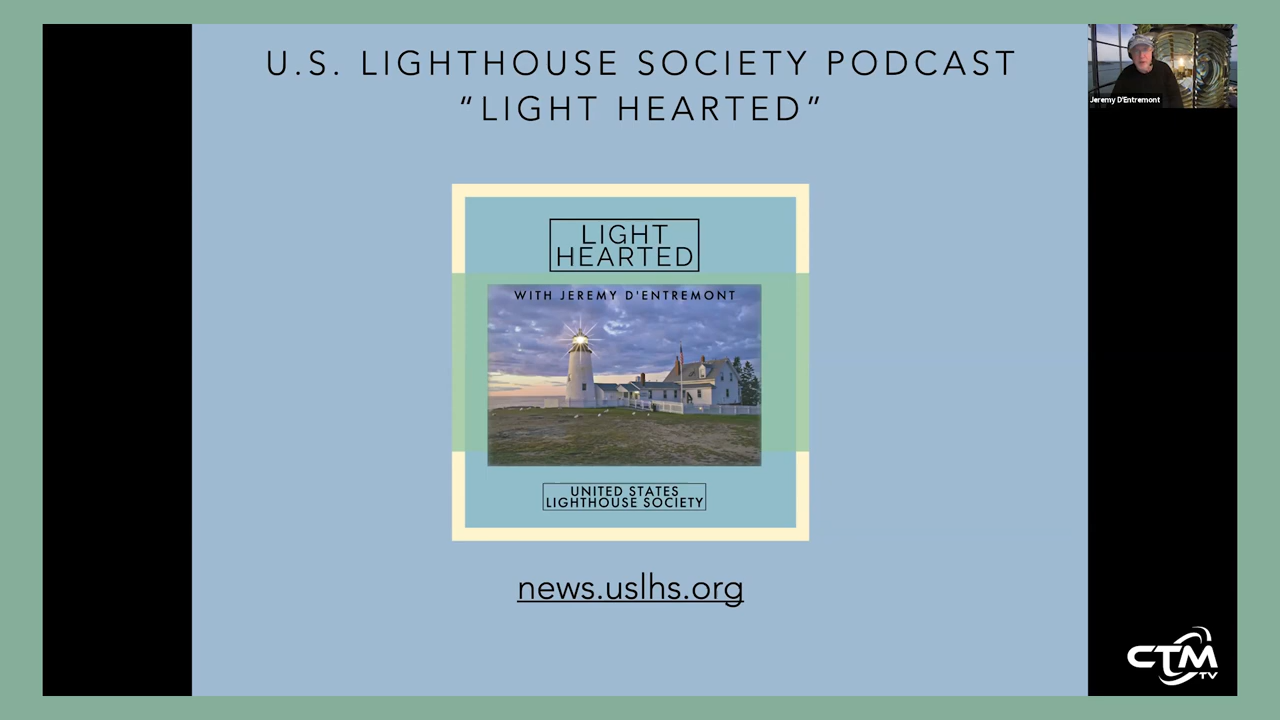 U.S. LIGHTHOUSE SOCIETY PODCAST
“LIGHT HEARTED”
Jeremy D'Entremont
LIGHT
HEARTED
WITH JEREMY D'ENTREMONT
UNITED STATES
LIGHTHOUSE SOCIETY
news.uslhs.org
CTM
TV